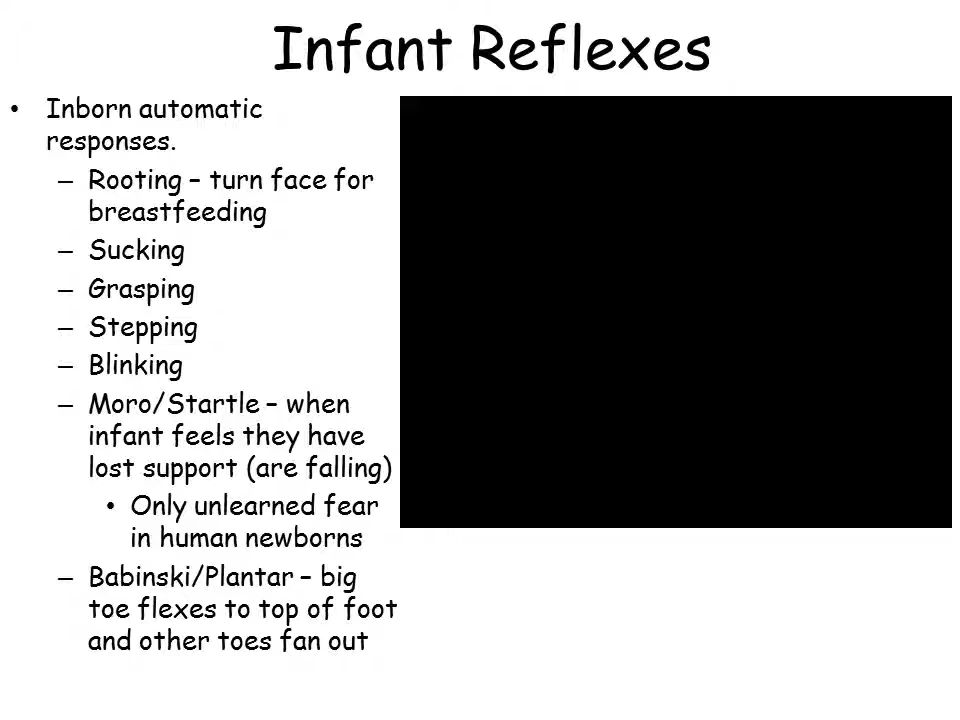 Infant Reflexes
• Inborn automatic
responses.
– Rooting – turn face for
breastfeeding
– Sucking
– Grasping
– Stepping
– Blinking
– Moro/Startle – when
infant feels they have
lost support (are falling)
• Only unlearned fear
in human newborns
– Babinski/Plantar – big
toe flexes to top of foot
and other toes fan out